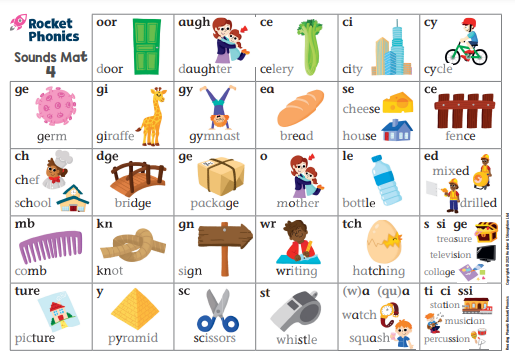 Rocket
Phonics
Sounds Mat
4
oor
door
augh
daughter
ce
celery
ci
city
cy
cycle
ge
germ
gi
giraffe
gy
gymnast
ea
bread
se
cheese
house
ce
fence
ch
chef
school
dge
bridge
ge
package
o
mother
le
bottle
ed
mixed
drilled
mb
comb
kn
knot
gn
sign
wr
writing
tch
hatching
s si ge
treasure
television
collage
ture
picture
y
pyramid
sc
scissors
st
whistle
(w)a (qu)a
watch
squash
ti ci ssi
station
musician
percussion